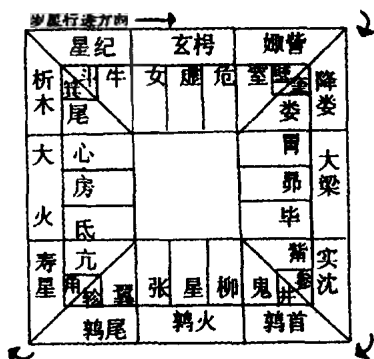 岁星行进方向
星纪 玄枵 娵訾
箕 斗 牛 女 虚 危 室 壁 奎
析木 尾 娄 降娄
大火 心 胃 大梁
房 昴
氐 毕
寿星 亢 觜 实沈
角 轸 翼 张 星 柳 鬼 井 参
鹑尾 鹑火 鹑首